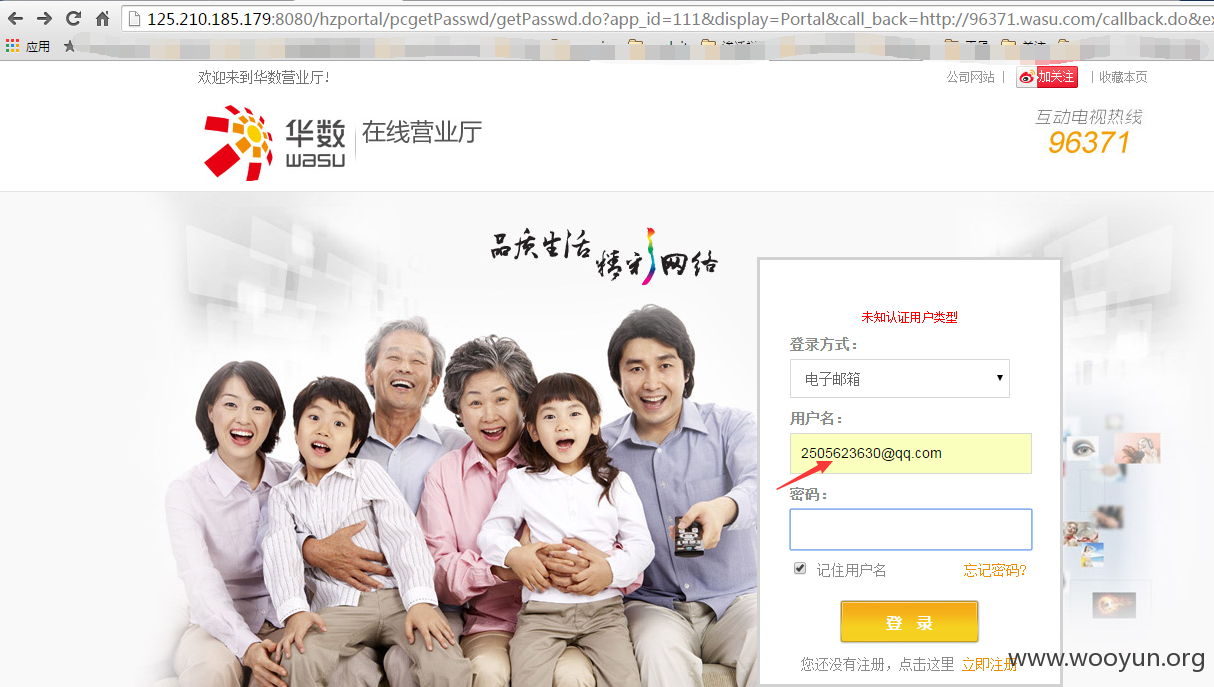 125.210.185.179:8080/hzportal/pcgetPasswd/getPasswd.do?app_id=111&display=Portal&call_back=http://96371.wasu.com/callback.do&ex
应用
欢迎来到华数营业厅!
公司网站 | 加关注 | 收藏本页
华数
wasu
在线营业厅
互动电视热线
96371
品质生活
精彩网络
未知认证用户类型
登录方式:
电子邮箱
用户名:
2505623630@qq.com
密码:
记住用户名 忘记密码?
登 录
您还没有注册，点击这里 立即注册
www.wooyun.org